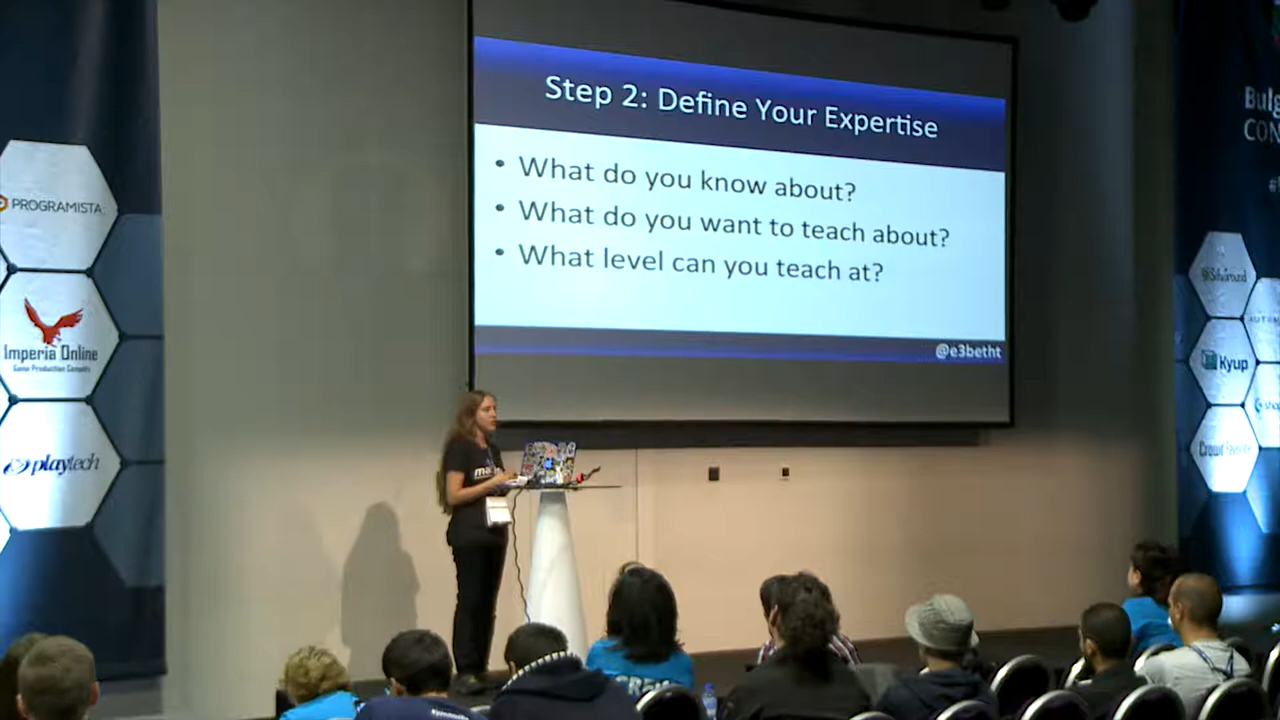 Step 2: Define Your Expertise
• What do you know about?
• What do you want to teach about?
• What level can you teach at?
@e3betht
PROGRAMISTA
Imperia Online
Game Production Company
playtech
Bulg
CON
Kyup
CREW